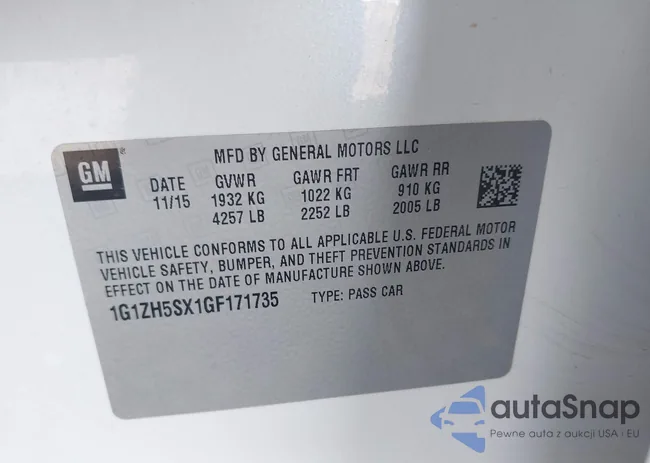 GM
MFD BY GENERAL MOTORS LLC
DATE GVWR GAWR FRT GAWR RR
11/15 1932 KG 1022 KG 910 KG
4257 LB 2252 LB 2005 LB
THIS VEHICLE CONFORMS TO ALL APPLICABLE U.S. FEDERAL MOTOR
VEHICLE SAFETY, BUMPER, AND THEFT PREVENTION STANDARDS IN
EFFECT ON THE DATE OF MANUFACTURE SHOWN ABOVE.
1G1ZH5SX1GF171735 TYPE: PASS CAR
autaSnap
Pewne auta z aukcji USA i EU